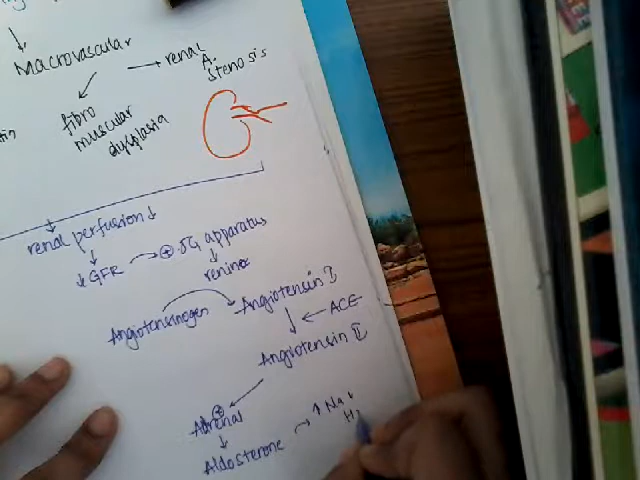 Macrovascular
→ renal
A.
stenosis
fibro
muscular
dysplasia
renal perfusion ↓
↓ GFR → ⊕ JG apparatus
renin
Angiotensinogen → Angiotensin I
← ACE
Angiotensin II
⊕
Adrenal
Aldosterone → ↑ Na
H